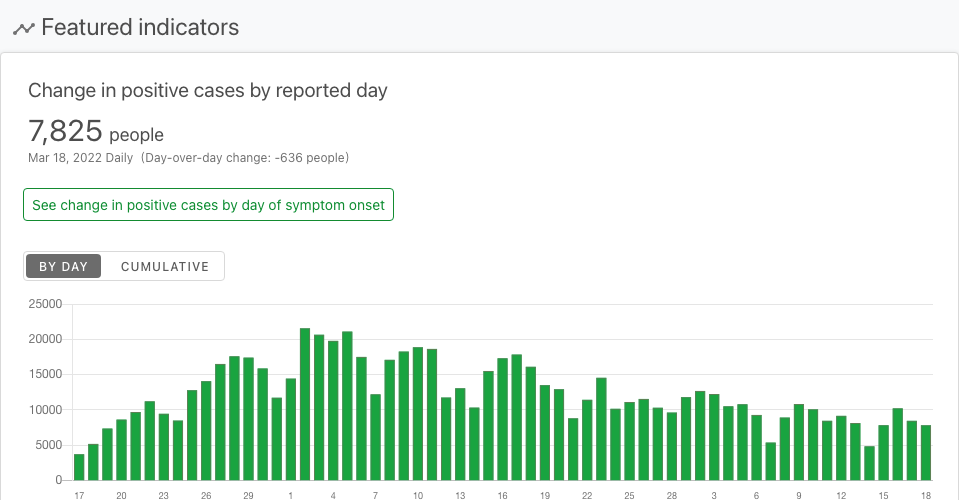 Featured indicators
Change in positive cases by reported day
7,825 people
Mar 18, 2022 Daily (Day-over-day change: -636 people)
See change in positive cases by day of symptom onset
BY DAY CUMULATIVE
25000
20000
15000
10000
5000
0
17 20 23 26 29 1 4 7 10 13 16 19 22 25 28 3 6 9 12 15 18